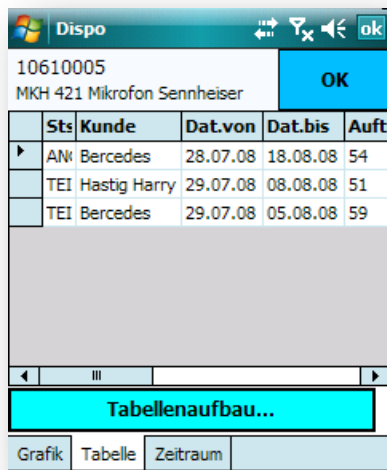 Dispo ok
10610005
MKH 421 Mikrofon Sennheiser
OK
Sts Kunde Dat.von Dat.bis Auft
AN( Bercedes 28.07.08 18.08.08 54
TEI Hastig Harry 29.07.08 08.08.08 51
TEI Bercedes 29.07.08 05.08.08 59
Tabellenaufbau...
Grafik Tabelle Zeitraum